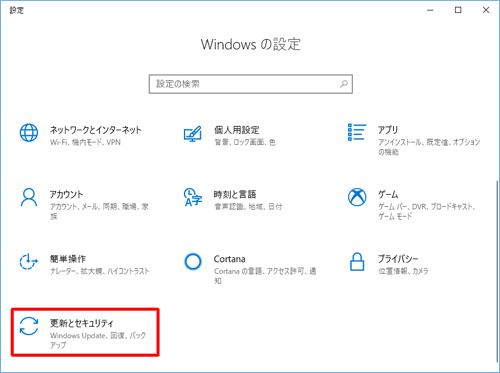 設定
Windows の設定
設定の検索
ネットワークとインターネット
Wi-Fi、機内モード、VPN
個人用設定
背景、ロック画面、色
アプリ
アンインストール、既定値、オプション
の機能
アカウント
アカウント、メール、同期、職場、家
族
時刻と言語
音声認識、地域、日付
ゲーム
ゲーム バー、DVR、ブロードキャスト、
ゲーム モード
簡単操作
ナレーター、拡大鏡、ハイコントラスト
Cortana
Cortana の言語、アクセス許可、通
知
プライバシー
位置情報、カメラ
更新とセキュリティ
Windows Update、回復、バック
アップ